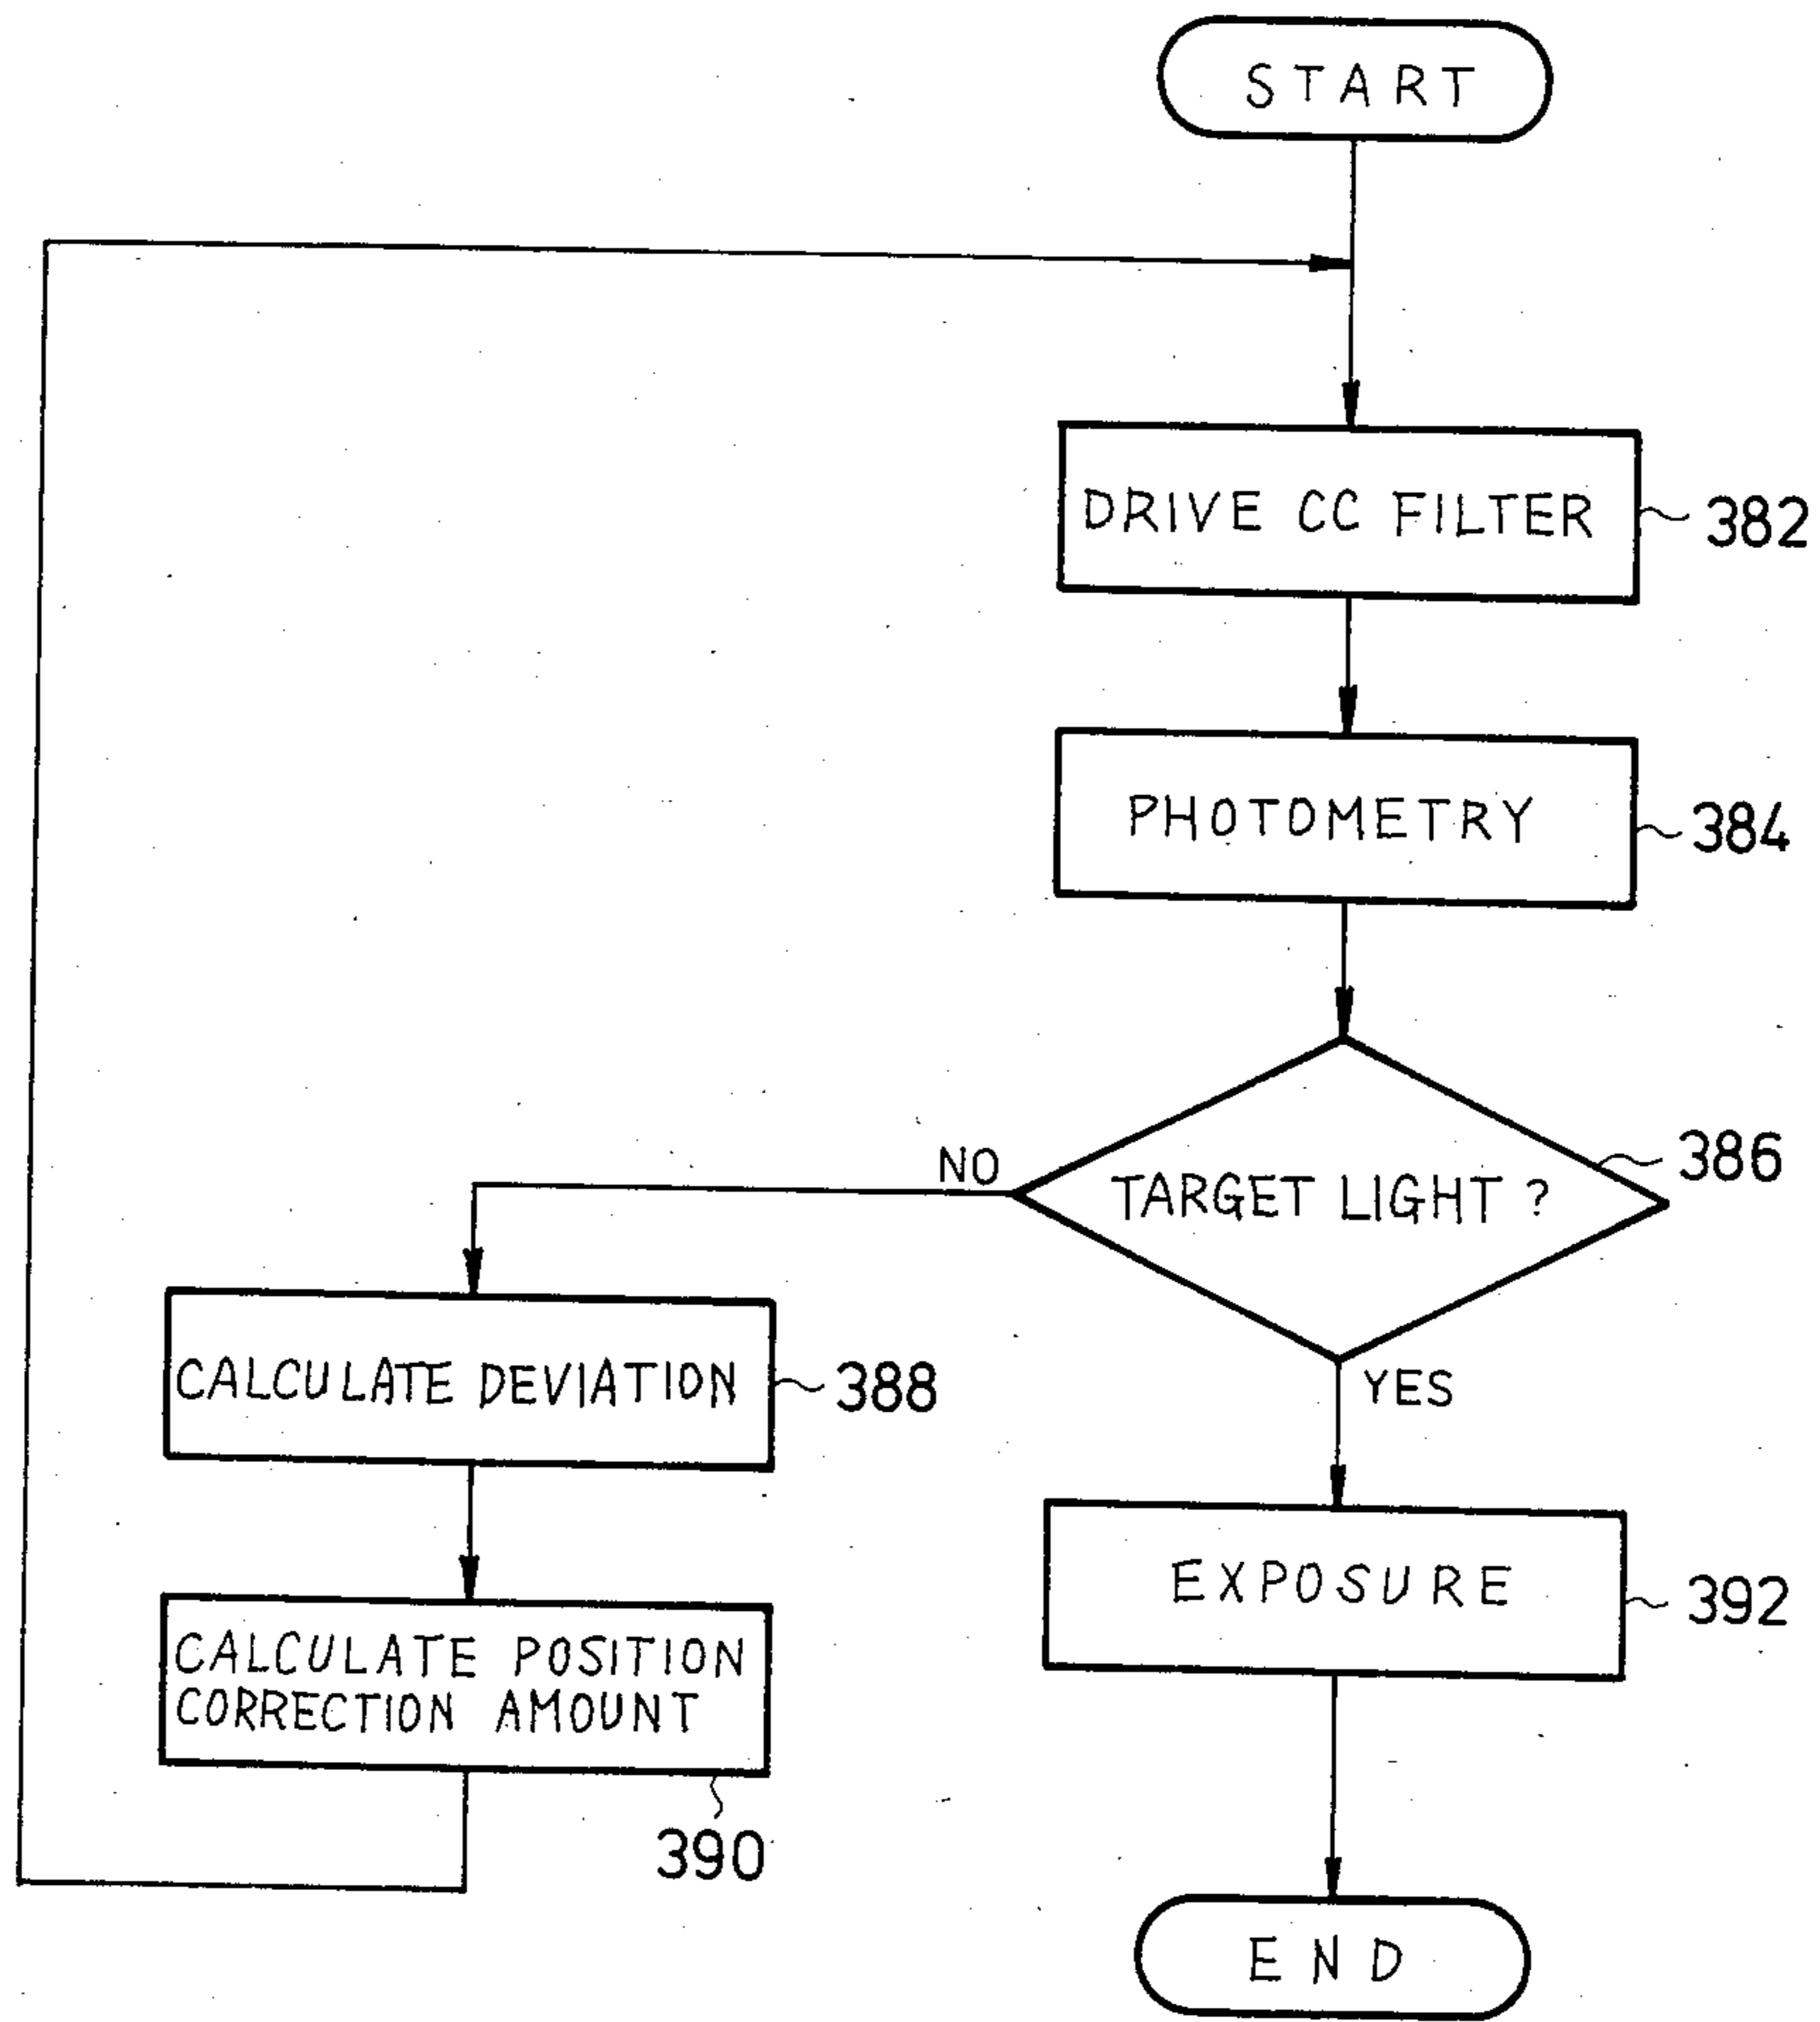 START
DRIVE CC FILTER
382
PHOTOMETRY
384
386
NO
TARGET LIGHT ?
YES
CALCULATE DEVIATION
388
EXPOSURE
392
CALCULATE POSITION
CORRECTION AMOUNT
390
END